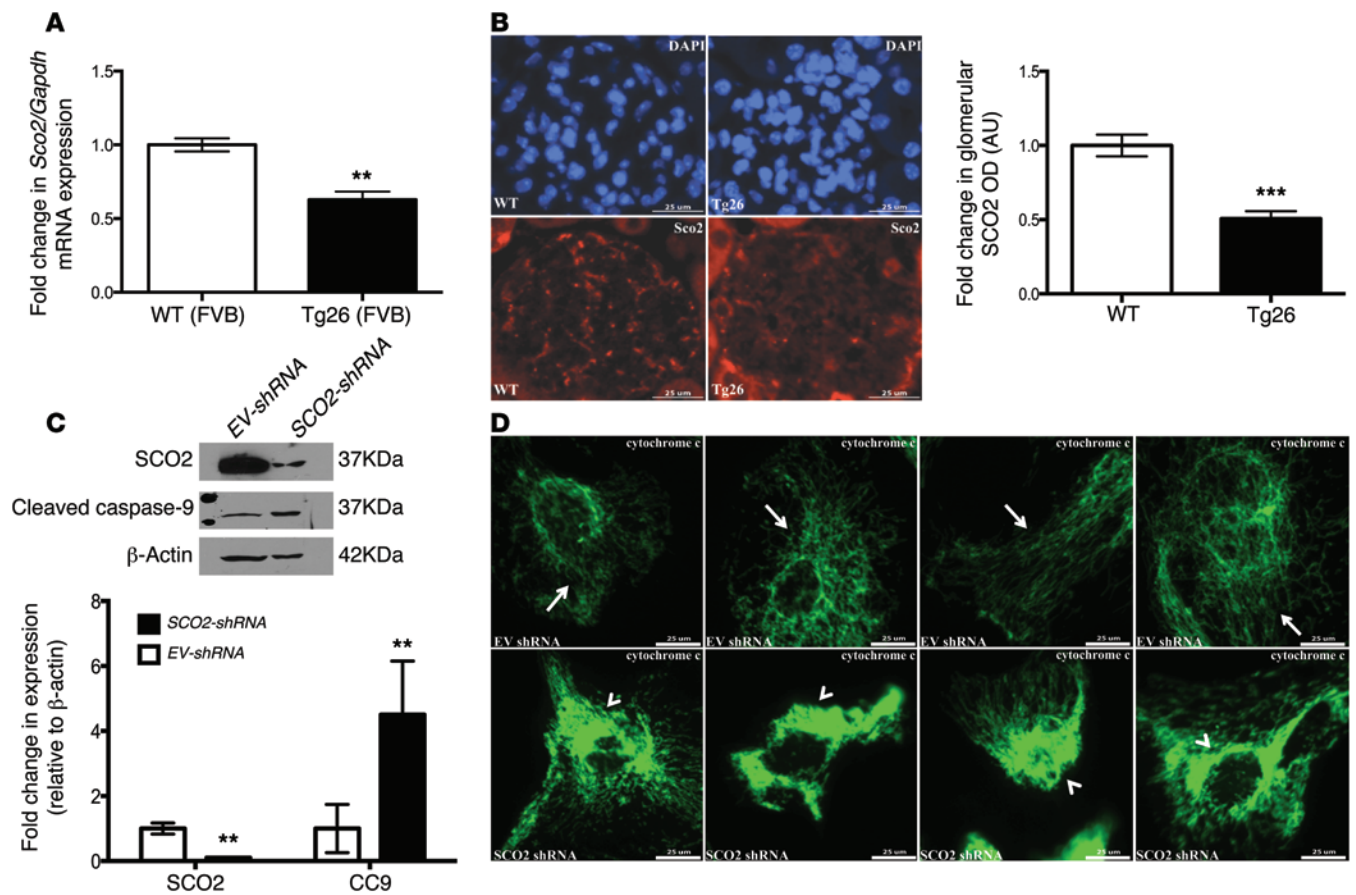 A
Fold change in Sco2/Gapdh
mRNA expression
1.5
1.0
0.5
0.0
**
WT (FVB)
Tg26 (FVB)
B
DAPI
WT
25 um
DAPI
Tg26
25 um
Sco2
WT
25 um
Sco2
Tg26
25 um
Fold change in glomerular
SCO2 OD (AU)
1.5
1.0
0.5
0.0
***
WT
Tg26
C
EV-shRNA
SCO2-shRNA
SCO2
37KDa
Cleaved caspase-9
37KDa
β-Actin
42KDa
Fold change in expression
(relative to β-actin)
8
6
4
2
0
SCO2-shRNA
EV-shRNA
**
**
SCO2
CC9
D
cytochrome c
EV shRNA
25 um
cytochrome c
EV shRNA
25 um
cytochrome c
EV shRNA
25 um
cytochrome c
EV shRNA
25 um
cytochrome c
SCO2 shRNA
25 um
cytochrome c
SCO2 shRNA
25 um
cytochrome c
SCO2 shRNA
25 um
cytochrome c
SCO2 shRNA
25 um